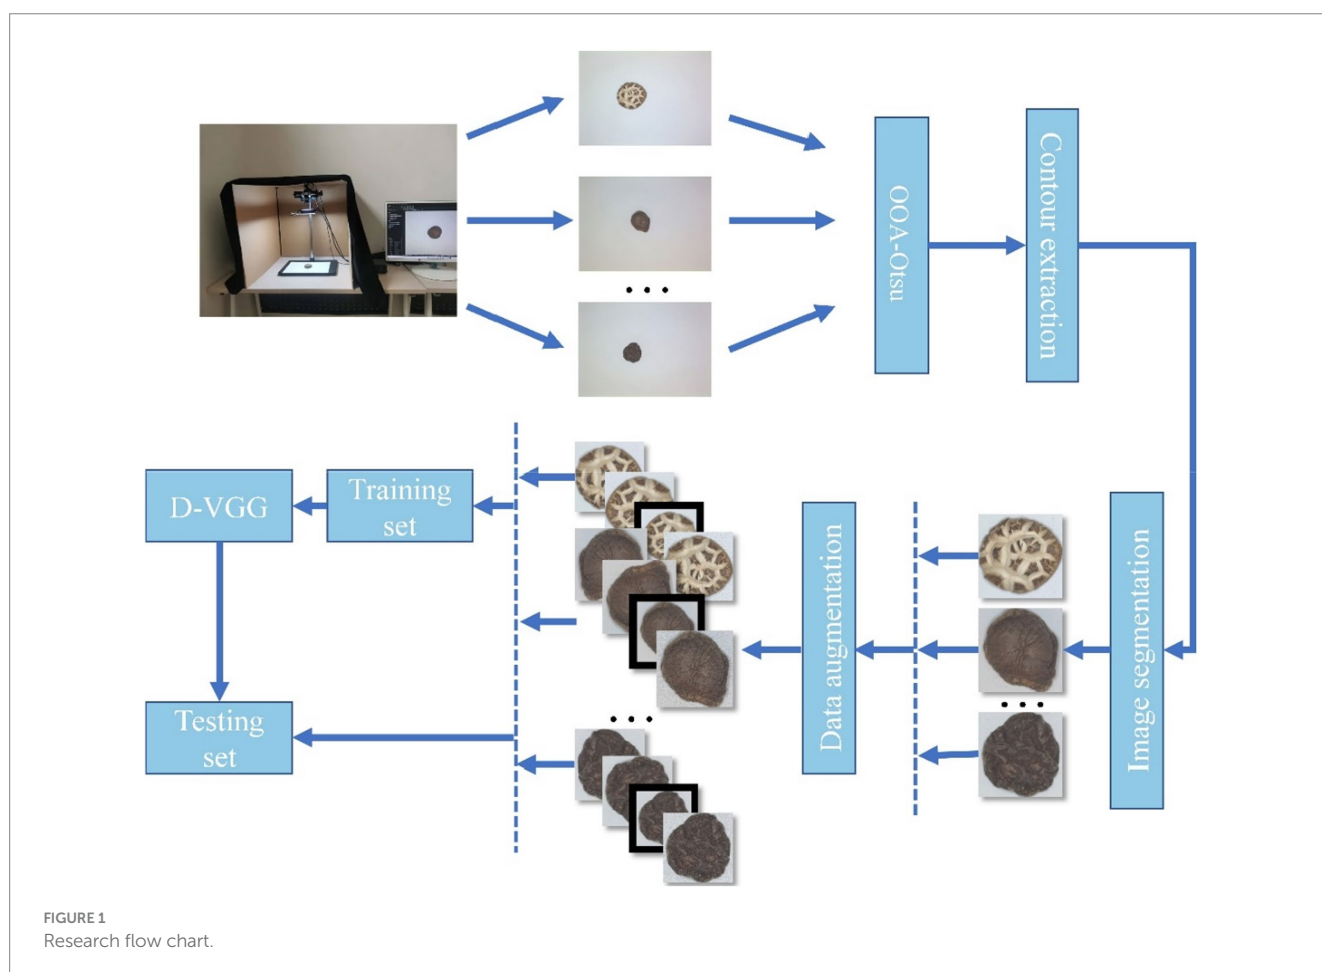 OOA-Otsu
Contour extraction
D-VGG
Training
set
Data augmentation
Image segmentation
Testing
set
FIGURE 1
Research flow chart.